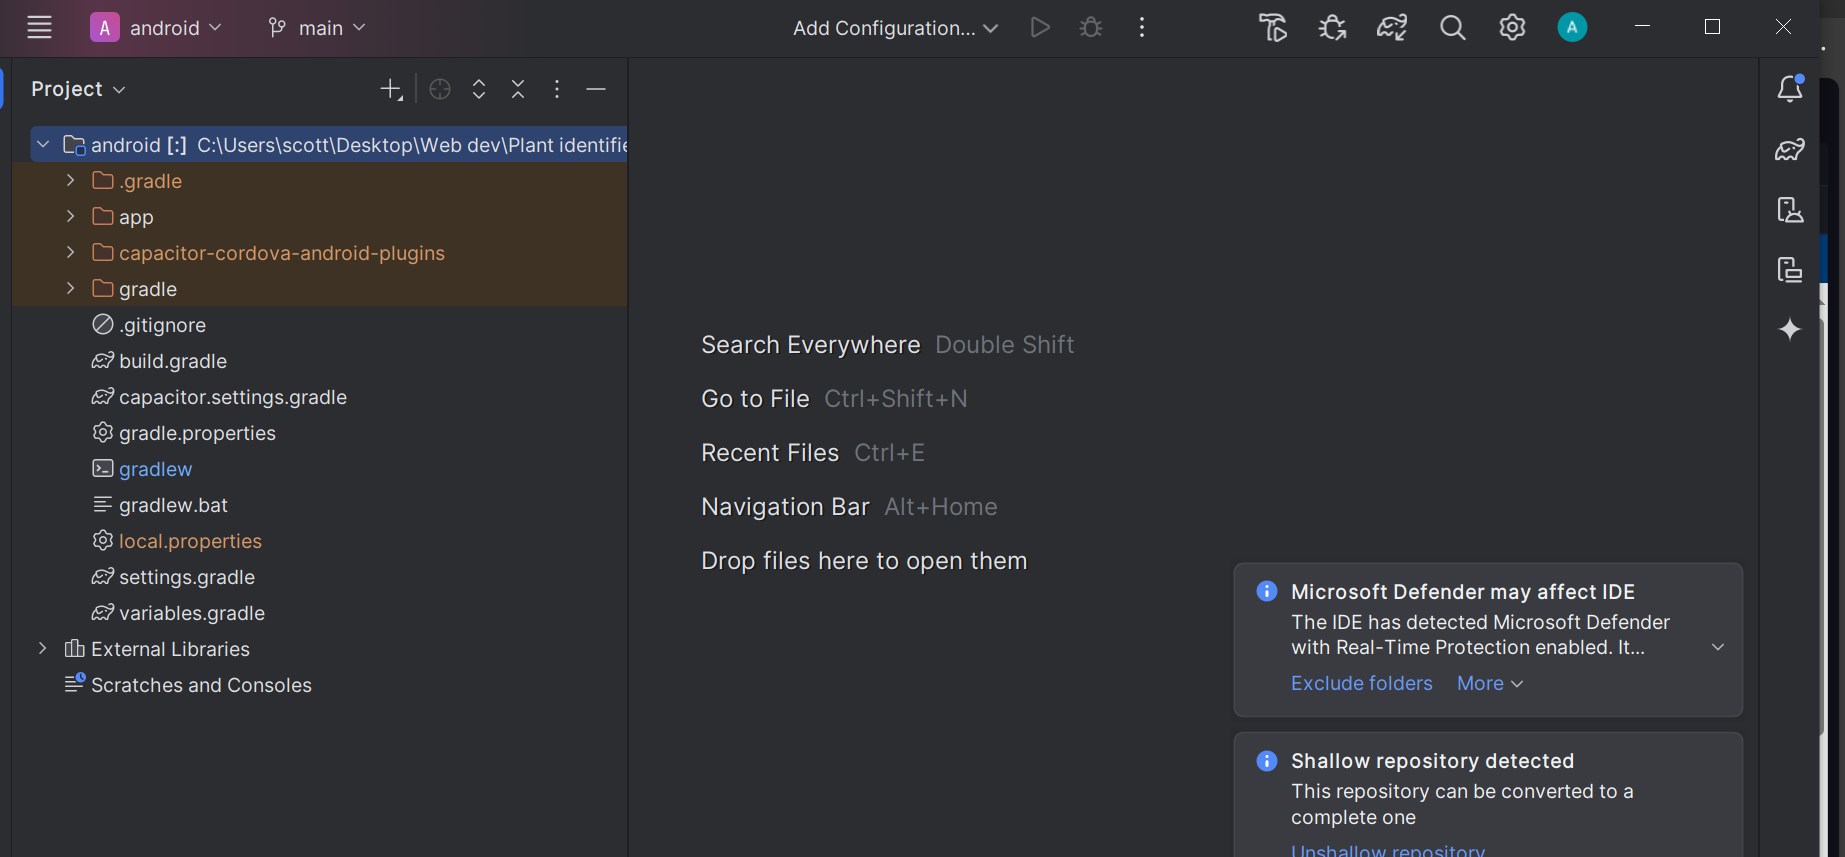 A android main Add Configuration... A
Project
android [:] C:\Users\scott\Desktop\Web dev\Plant identifie
.gradle
app
capacitor-cordova-android-plugins
gradle
.gitignore
build.gradle
capacitor.settings.gradle
gradle.properties
gradlew
gradlew.bat
local.properties
settings.gradle
variables.gradle
External Libraries
Scratches and Consoles
Search Everywhere Double Shift
Go to File Ctrl+Shift+N
Recent Files Ctrl+E
Navigation Bar Alt+Home
Drop files here to open them
Microsoft Defender may affect IDE
The IDE has detected Microsoft Defender
with Real-Time Protection enabled. It...
Exclude folders More
Shallow repository detected
This repository can be converted to a
complete one
Unshallow repository